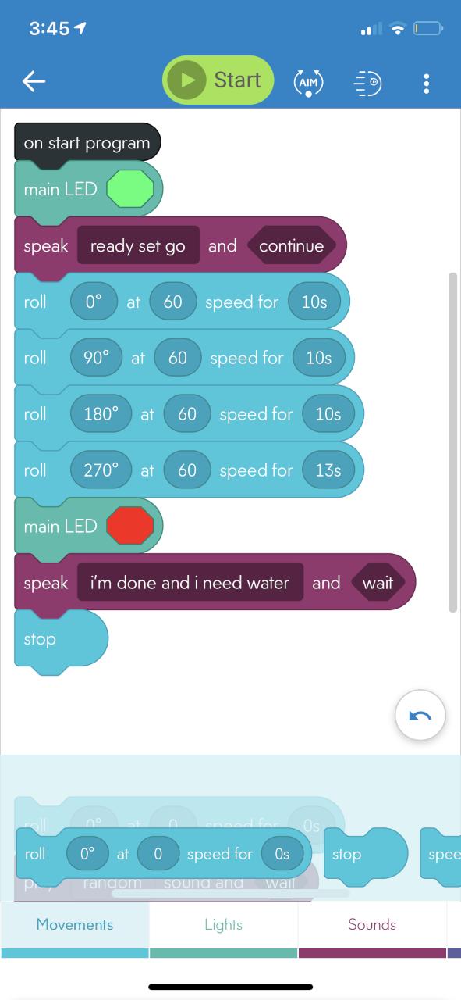 3:45
Start
AIM
on start program
main LED
speak ready set go and continue
roll 0° at 60 speed for 10s
roll 90° at 60 speed for 10s
roll 180° at 60 speed for 10s
roll 270° at 60 speed for 13s
main LED
speak i'm done and i need water and wait
stop
roll 0° at 0 speed for 0s
roll 0° at 0 speed for 0s stop spee
play random sound and wait
Movements Lights Sounds